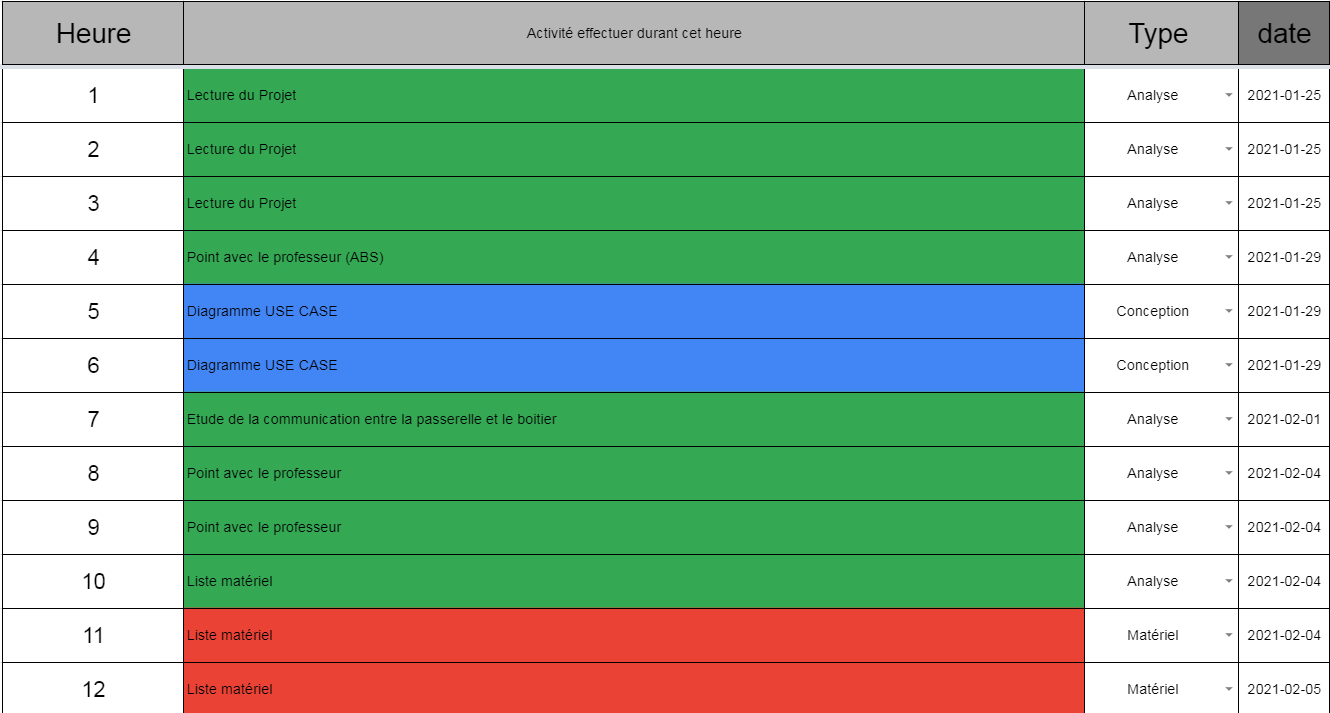 Heure Activité effectuer durant cet heure Type date
1 Lecture du Projet Analyse 2021-01-25
2 Lecture du Projet Analyse 2021-01-25
3 Lecture du Projet Analyse 2021-01-25
4 Point avec le professeur (ABS) Analyse 2021-01-29
5 Diagramme USE CASE Conception 2021-01-29
6 Diagramme USE CASE Conception 2021-01-29
7 Etude de la communication entre la passerelle et le boitier Analyse 2021-02-01
8 Point avec le professeur Analyse 2021-02-04
9 Point avec le professeur Analyse 2021-02-04
10 Liste matériel Analyse 2021-02-04
11 Liste matériel Matériel 2021-02-04
12 Liste matériel Matériel 2021-02-05